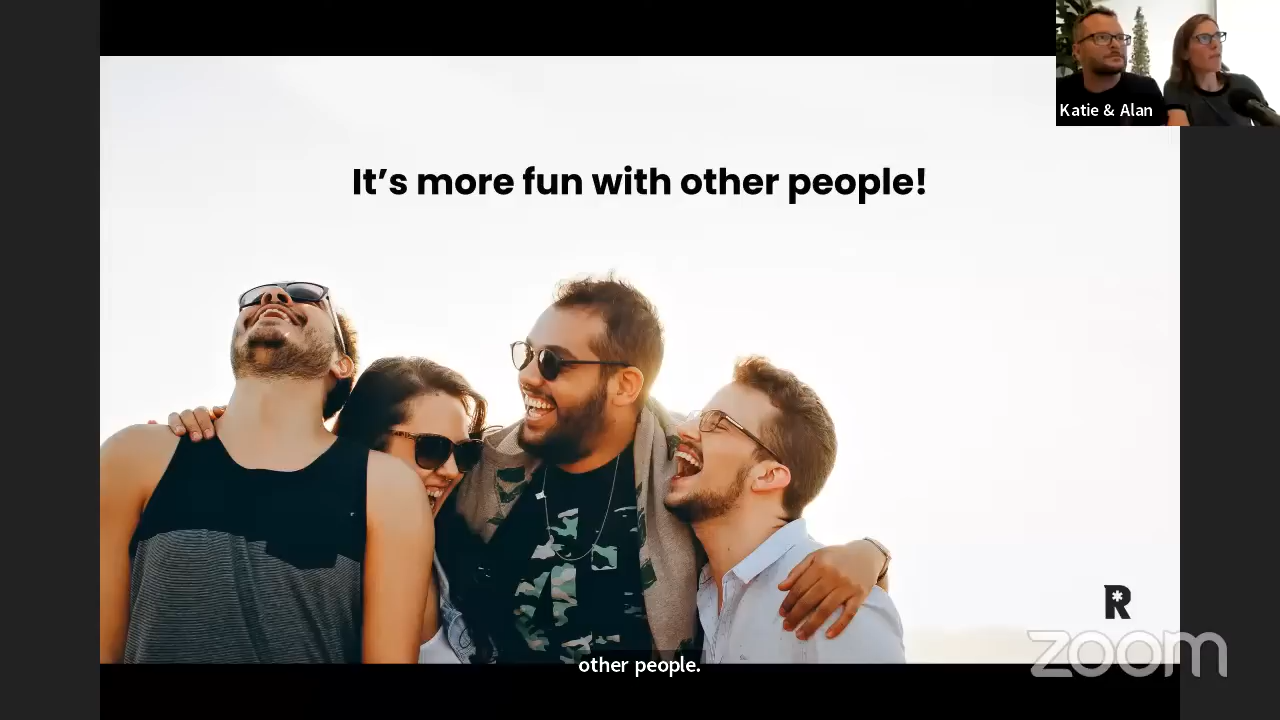 Katie & Alan
It’s more fun with other people!
R
zoom
other people.